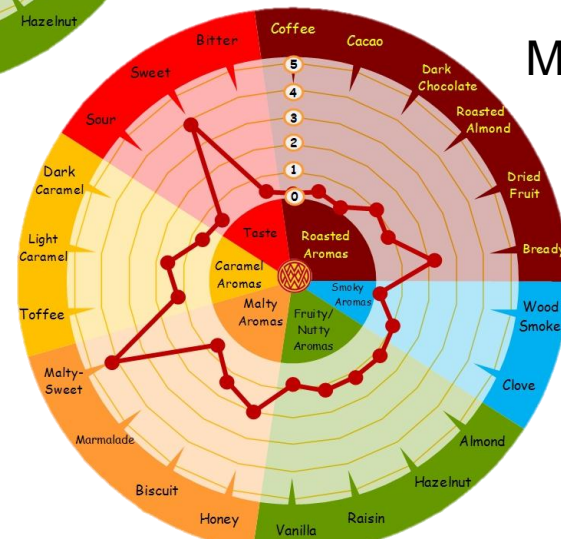 Hazelnut
M
Coffee
Cacao
Dark
Chocolate
Roasted
Almond
Dried
Fruit
Bready
Wood
Smoke
Clove
Almond
Hazelnut
Raisin
Vanilla
Honey
Biscuit
Marmalade
Malty-
Sweet
Toffee
Light
Caramel
Dark
Caramel
Sour
Sweet
Bitter
5
4
3
2
1
0
Taste
Roasted
Aromas
Caramel
Aromas
Smoky
Aromas
Malty
Aromas
Fruity/
Nutty
Aromas